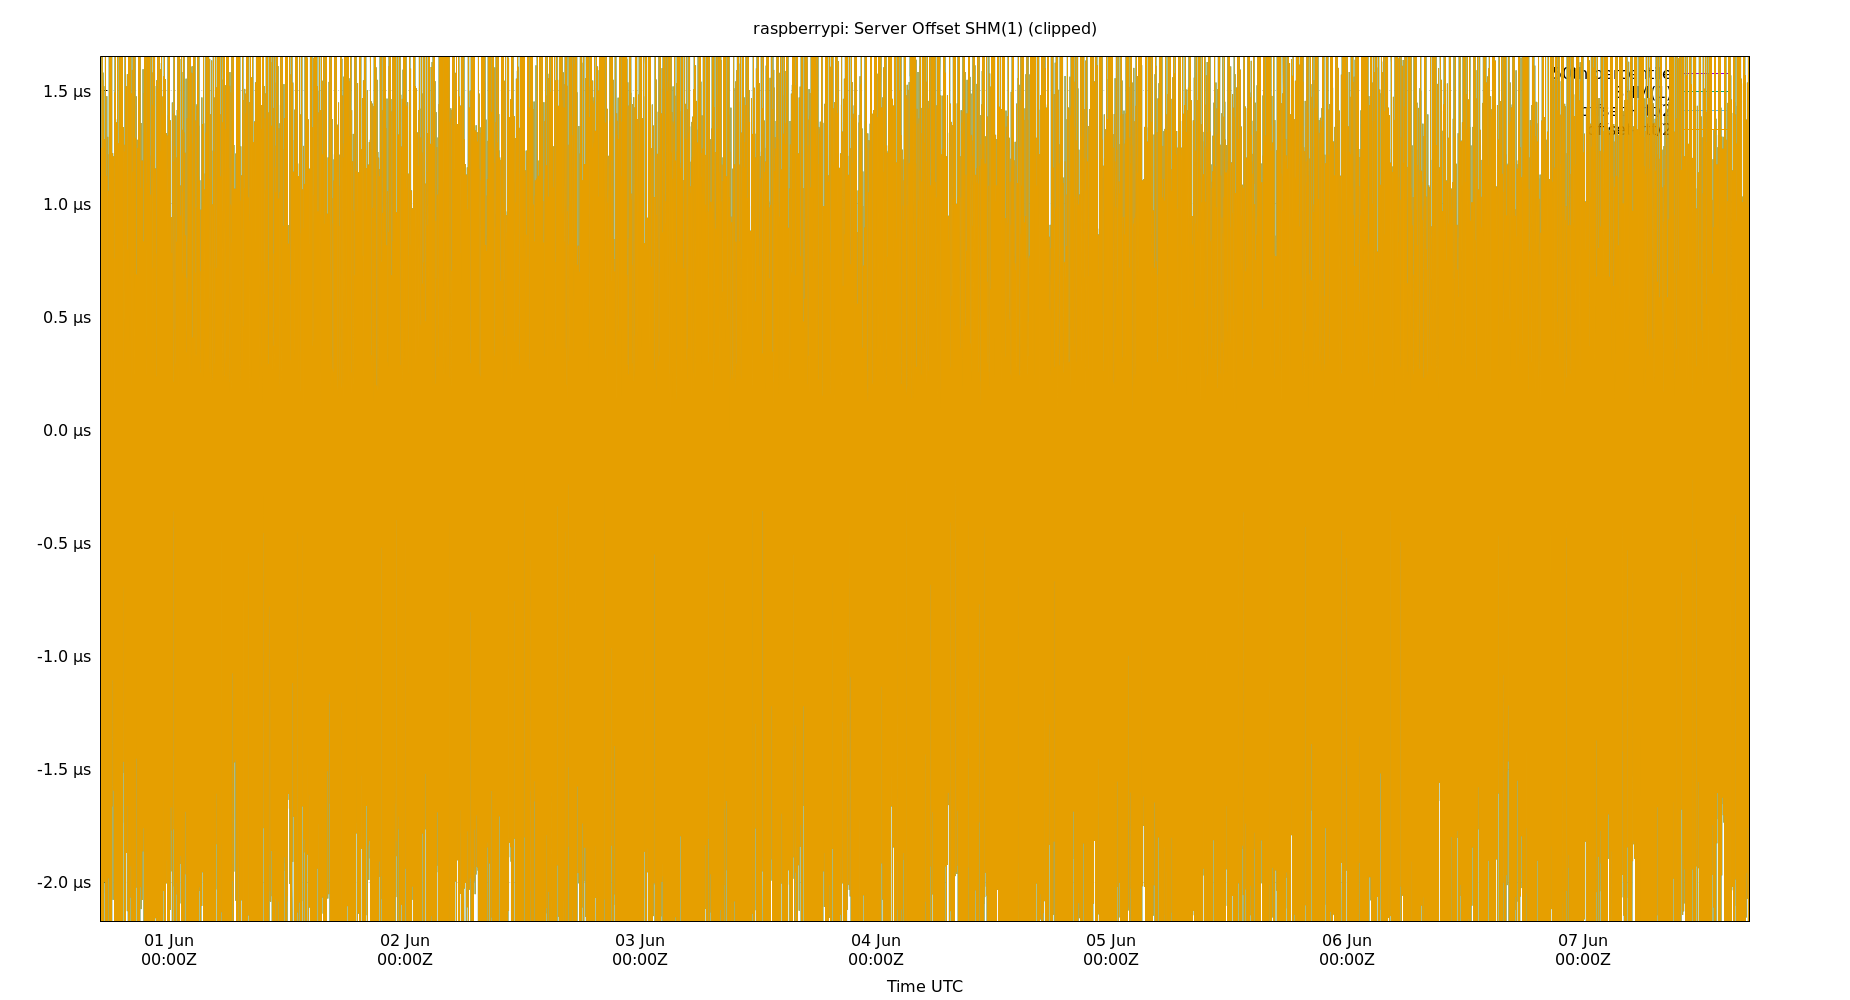 raspberrypi: Server Offset SHM(1) (clipped)
1.5 µs
1.0 µs
0.5 µs
0.0 µs
-0.5 µs
-1.0 µs
-1.5 µs
-2.0 µs
01 Jun 02 Jun 03 Jun 04 Jun 05 Jun 06 Jun 07 Jun
00:00Z 00:00Z 00:00Z 00:00Z 00:00Z 00:00Z 00:00Z
Time UTC